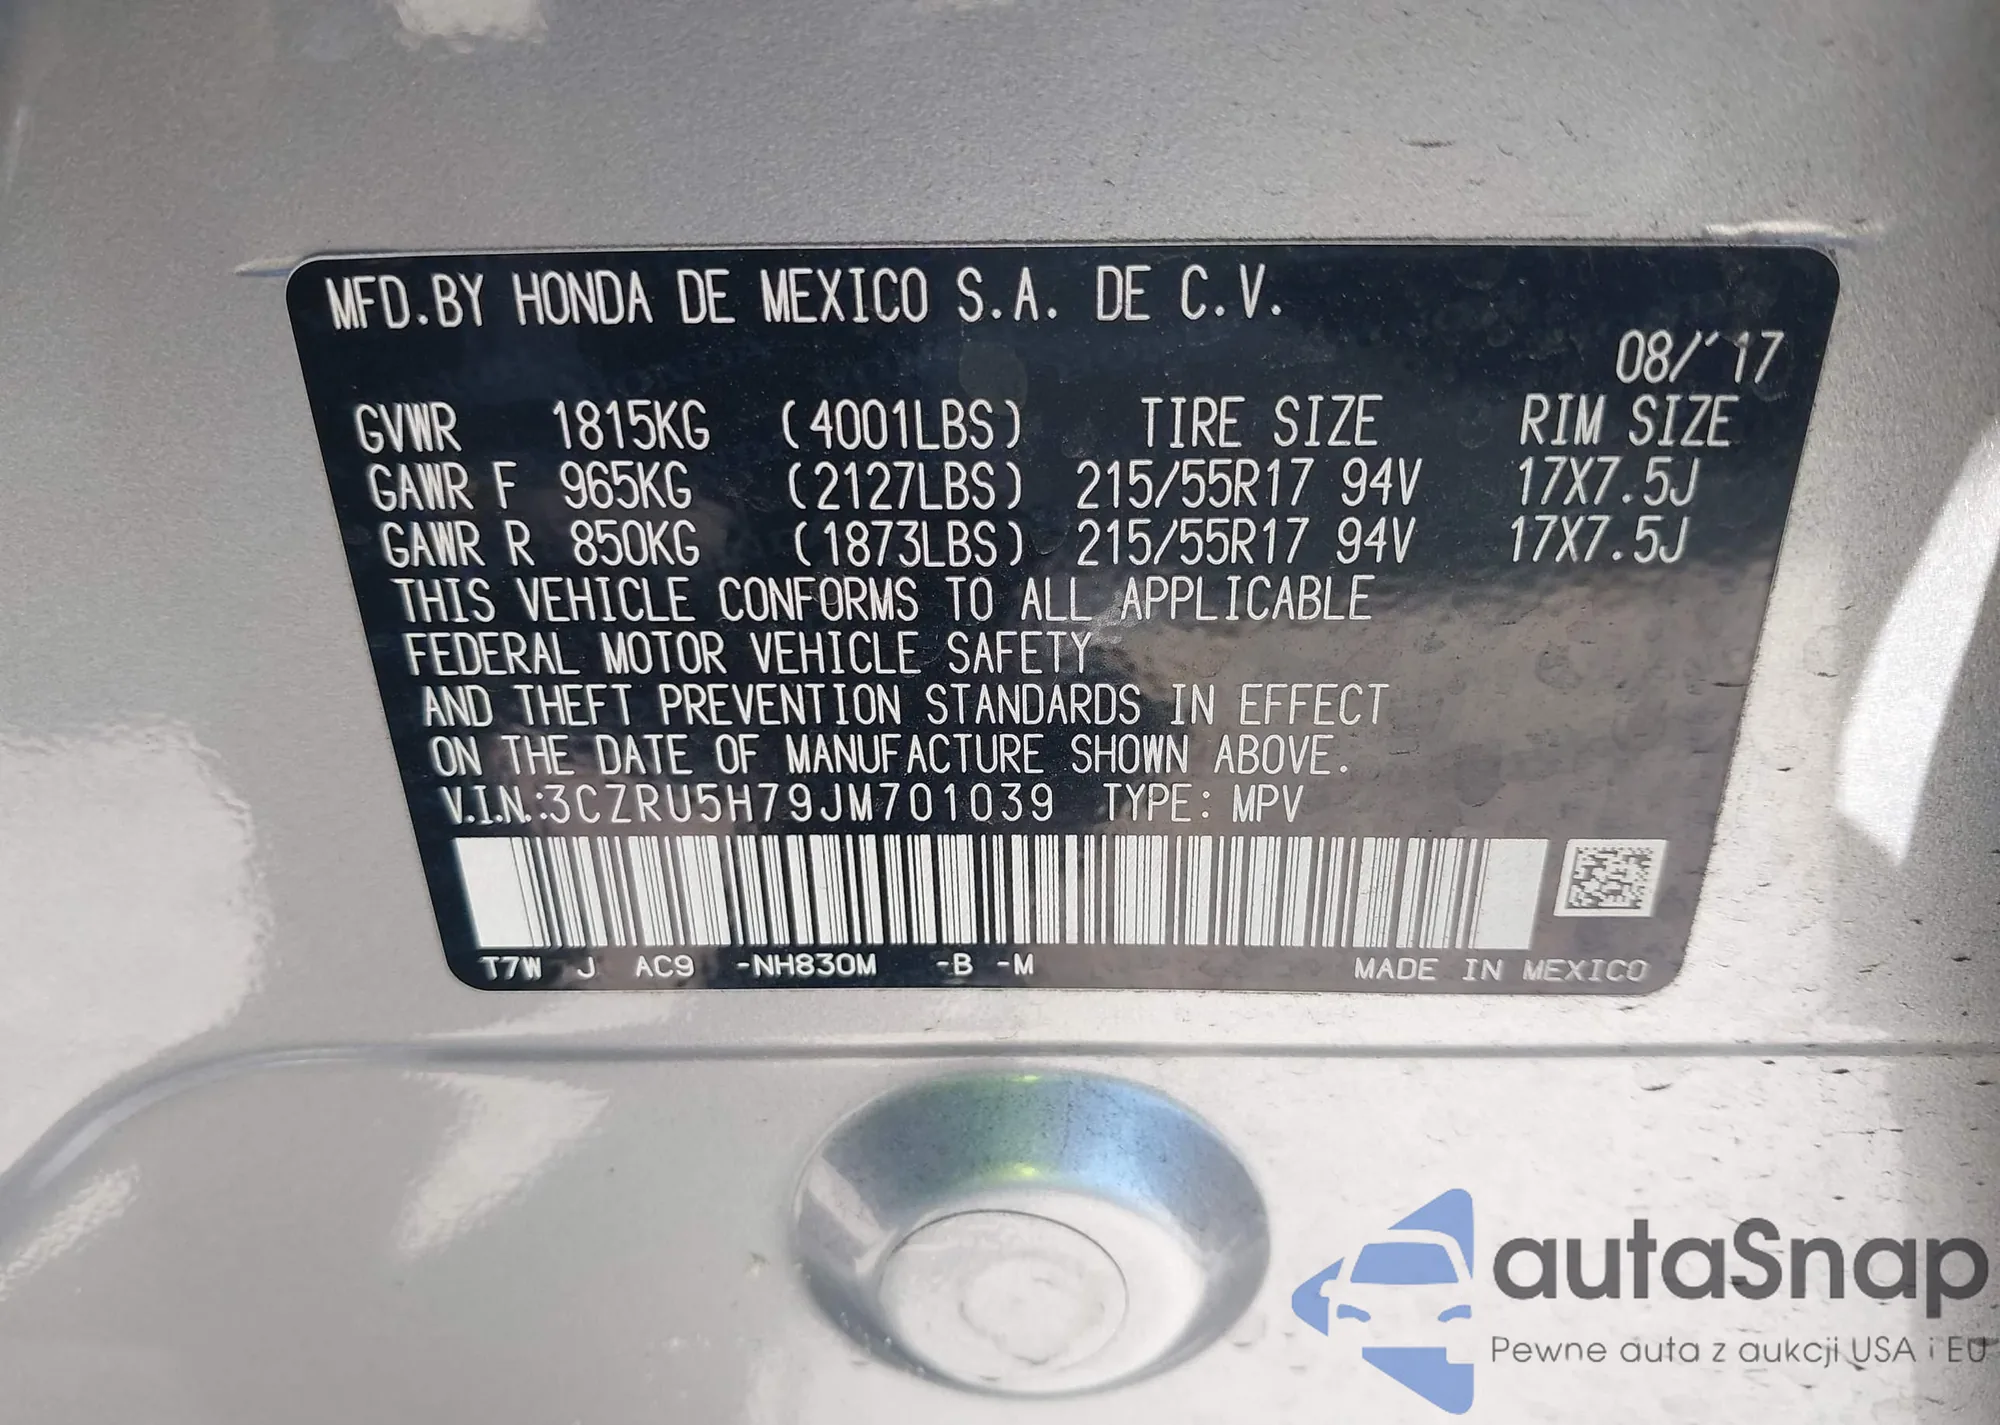 MFD.BY HONDA DE MEXICO S.A. DE C.V.
08/'17
GVWR 1815KG (4001LBS) TIRE SIZE RIM SIZE
GAWR F 965KG (2127LBS) 215/55R17 94V 17X7.5J
GAWR R 850KG (1873LBS) 215/55R17 94V 17X7.5J
THIS VEHICLE CONFORMS TO ALL APPLICABLE
FEDERAL MOTOR VEHICLE SAFETY
AND THEFT PREVENTION STANDARDS IN EFFECT
ON THE DATE OF MANUFACTURE SHOWN ABOVE.
V.I.N.:3CZRU5H79JM701039 TYPE: MPV
T7W J AC9 -NH830M -B -M MADE IN MEXICO
autaSnap
Pewne auta z aukcji USA i EU